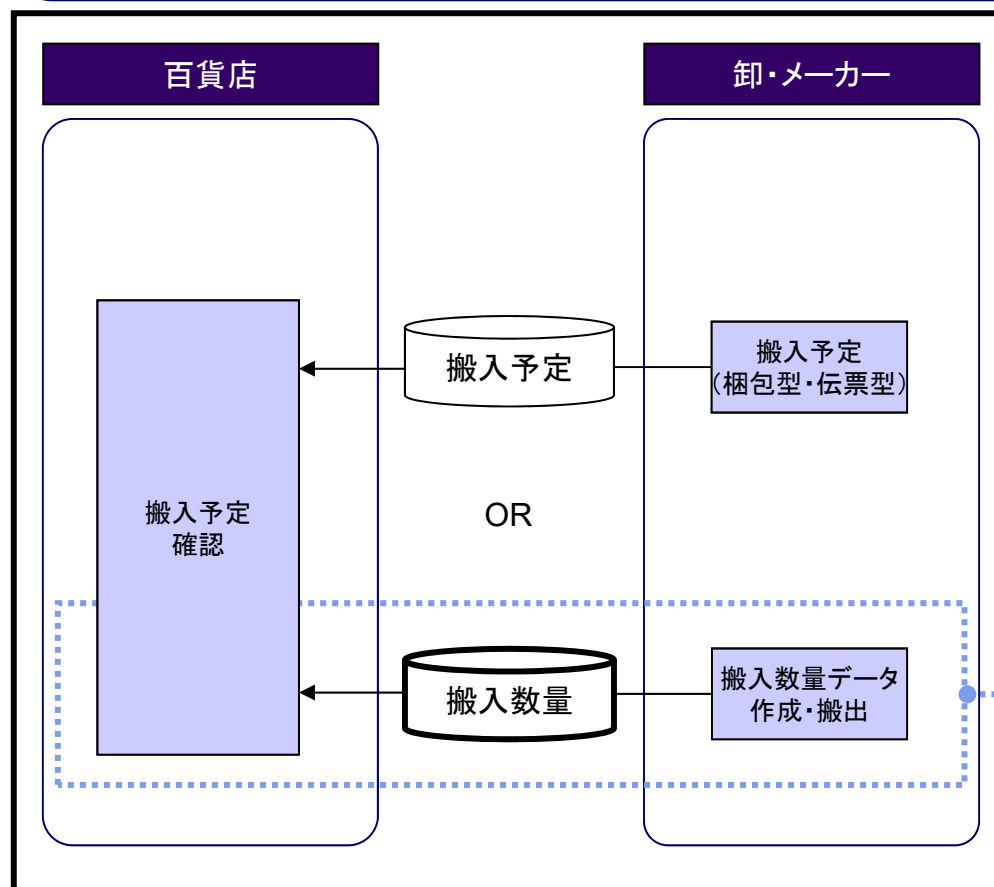 百貨店
卸・メーカー
搬入予定
搬入予定
(梱包型・伝票型)
搬入予定
確認
OR
搬入数量
搬入数量データ
作成・搬出